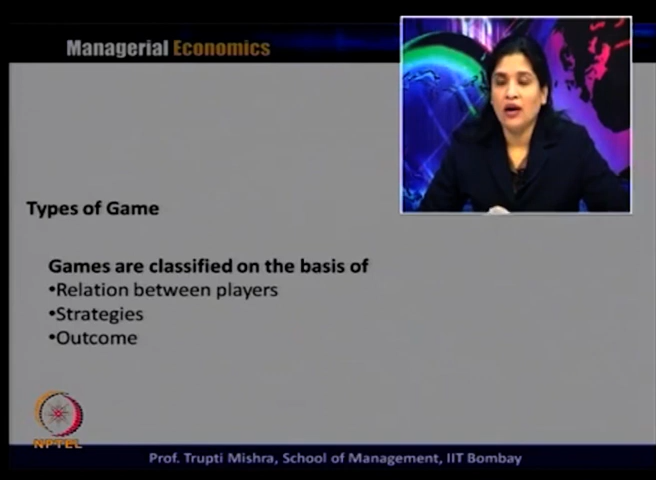 Managerial Economics
Types of Game
Games are classified on the basis of
•Relation between players
•Strategies
•Outcome
NPTEL
Prof. Trupti Mishra, School of Management, IIT Bombay